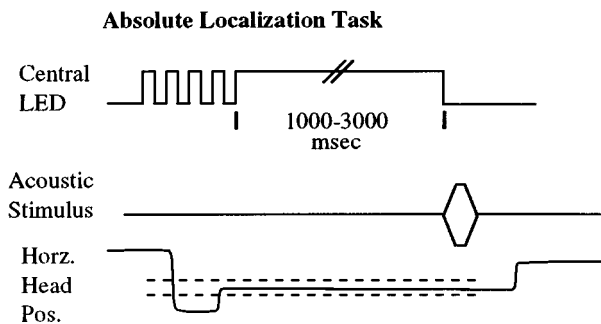 Absolute Localization Task
Central
LED
1000-3000
msec
Acoustic
Stimulus
Horz.
Head
Pos.